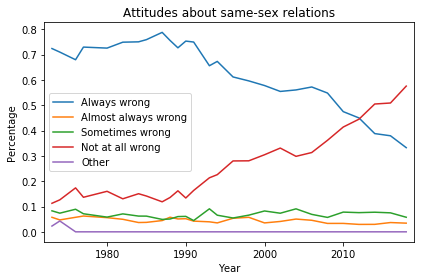 Attitudes about same-sex relations
0.8
0.7
0.6
0.5
0.4
0.3
0.2
0.1
0.0
Percentage
Always wrong
Almost always wrong
Sometimes wrong
Not at all wrong
Other
1980 1990 2000 2010
Year